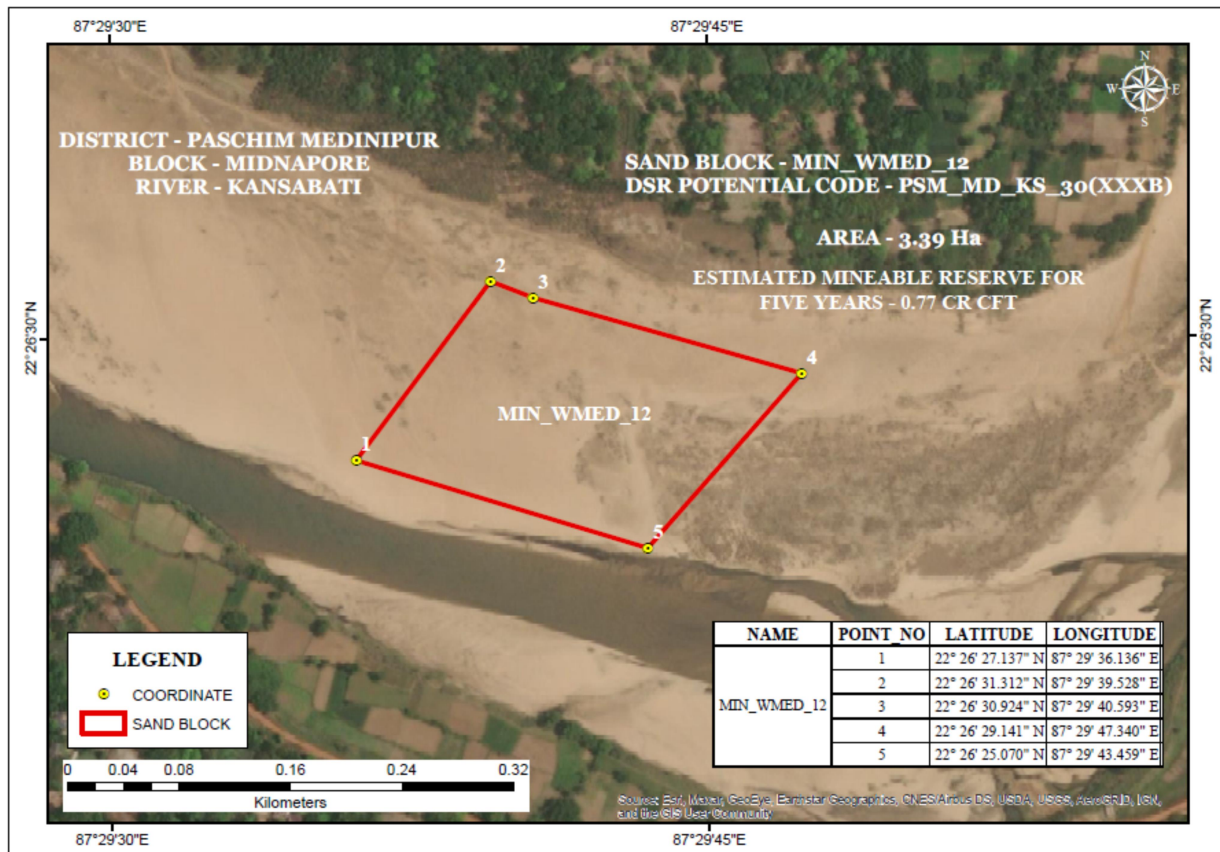 87°29'30"E 87°29'45"E
N
W E
S
DISTRICT - PASCHIM MEDINIPUR
BLOCK - MIDNAPORE
RIVER - KANSABATI
SAND BLOCK - MIN_WMED_12
DSR POTENTIAL CODE - PSM_MD_KS_30(XXXB)
AREA - 3.39 Ha
ESTIMATED MINEABLE RESERVE FOR
FIVE YEARS - 0.77 CR CFT
22°26'30"N
22°26'30"N
2
3
4
MIN_WMED_12
1
5
LEGEND
COORDINATE
SAND BLOCK
NAME POINT_NO LATITUDE LONGITUDE
MIN_WMED_12
1 22° 26' 27.137" N 87° 29' 36.136" E
2 22° 26' 31.312" N 87° 29' 39.528" E
3 22° 26' 30.924" N 87° 29' 40.593" E
4 22° 26' 29.141" N 87° 29' 47.340" E
5 22° 26' 25.070" N 87° 29' 43.459" E
0 0.04 0.08 0.16 0.24 0.32
Kilometers
Source: Esri, Maxar, GeoEye, Earthstar Geographics, CNES/Airbus DS, USDA, USGS, AeroGRID, IGN,
and the GIS User Community
87°29'30"E 87°29'45"E